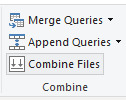 Merge Queries
Append Queries
Combine Files
Combine